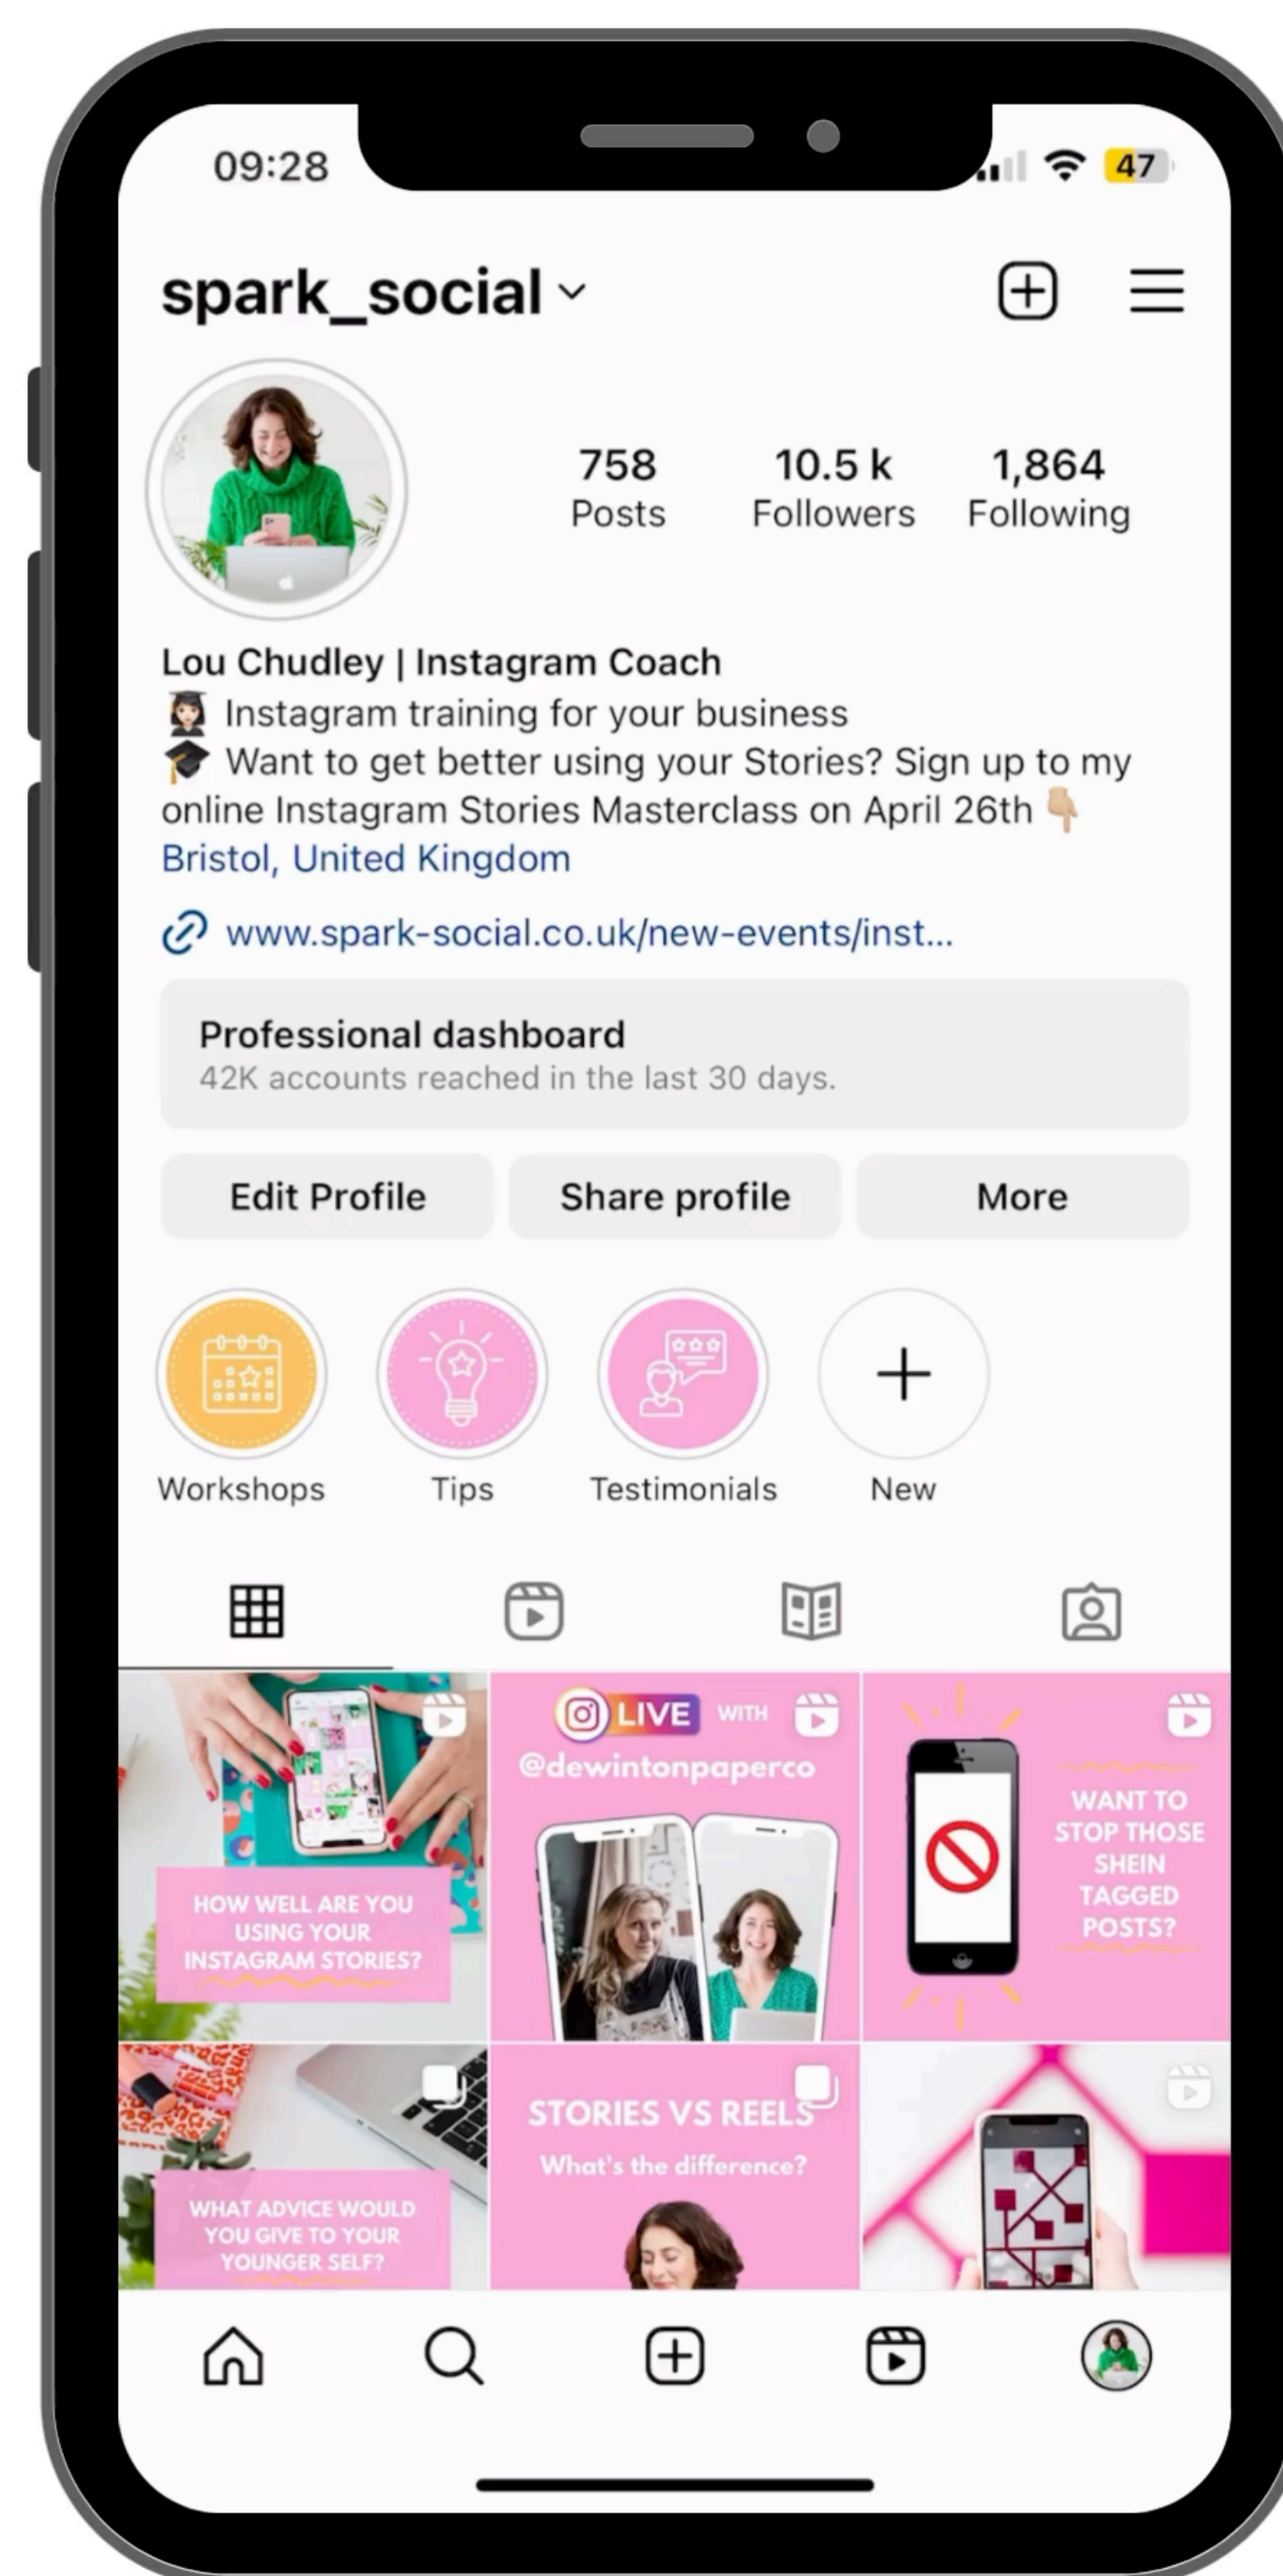 09:28
47
spark_social
758
Posts
10.5 k
Followers
1,864
Following
Lou Chudley | Instagram Coach
👩🏻‍🎓 Instagram training for your business
🎓 Want to get better using your Stories? Sign up to my
online Instagram Stories Masterclass on April 26th 👇🏼
Bristol, United Kingdom
www.spark-social.co.uk/new-events/inst...
Professional dashboard
42K accounts reached in the last 30 days.
Edit Profile
Share profile
More
Workshops
Tips
Testimonials
New
HOW WELL ARE YOU
USING YOUR
INSTAGRAM STORIES?
LIVE WITH
@dewintonpaperco
WANT TO
STOP THOSE
SHEIN
TAGGED
POSTS?
WHAT ADVICE WOULD
YOU GIVE TO YOUR
YOUNGER SELF?
STORIES VS REELS
What's the difference?